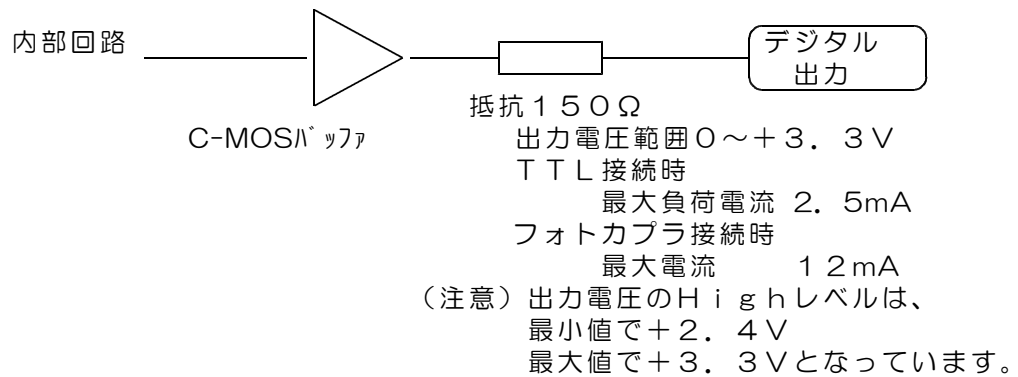 内部回路
デジタル
出力
抵抗１５０Ω
C-MOSﾊﾞｯﾌｧ
出力電圧範囲０～＋３．３Ｖ
ＴＴＬ接続時
最大負荷電流 ２．５mA
フォトカプラ接続時
最大電流　　１２mA
（注意）出力電圧のＨｉｇｈレベルは、
最小値で＋２．４Ｖ
最大値で＋３．３Ｖとなっています。